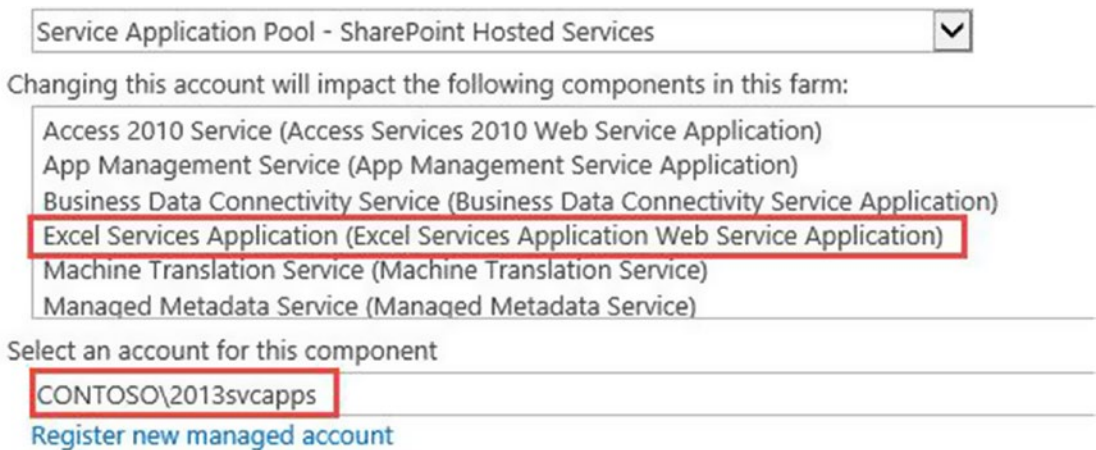 Service Application Pool - SharePoint Hosted Services
Changing this account will impact the following components in this farm:
Access 2010 Service (Access Services 2010 Web Service Application)
App Management Service (App Management Service Application)
Business Data Connectivity Service (Business Data Connectivity Service Application)
Excel Services Application (Excel Services Application Web Service Application)
Machine Translation Service (Machine Translation Service)
Managed Metadata Service (Managed Metadata Service)
Select an account for this component
CONTOSO\2013svcapps
Register new managed account